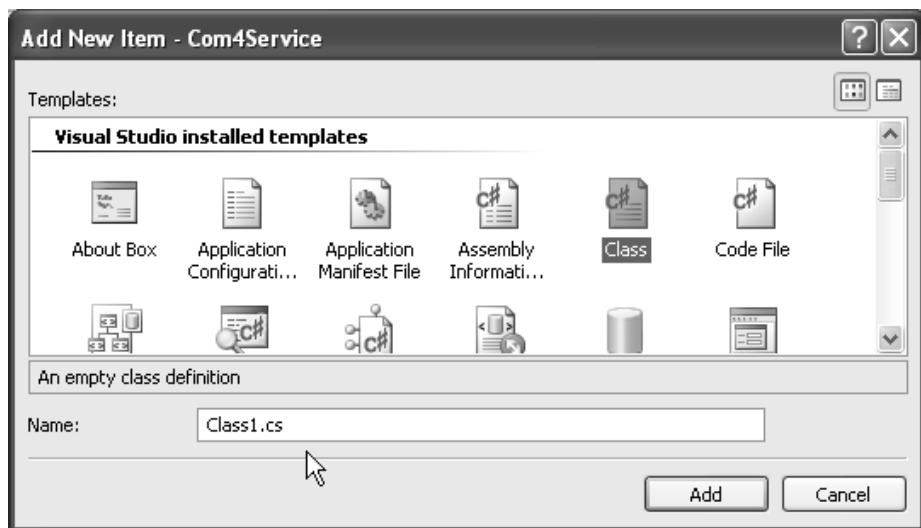 Add New Item - Com4Service
Templates:
Visual Studio installed templates
About Box
Application
Configurati...
Application
Manifest File
Assembly
Informati...
Class
Code File
An empty class definition
Name:
Class1.cs
Add
Cancel